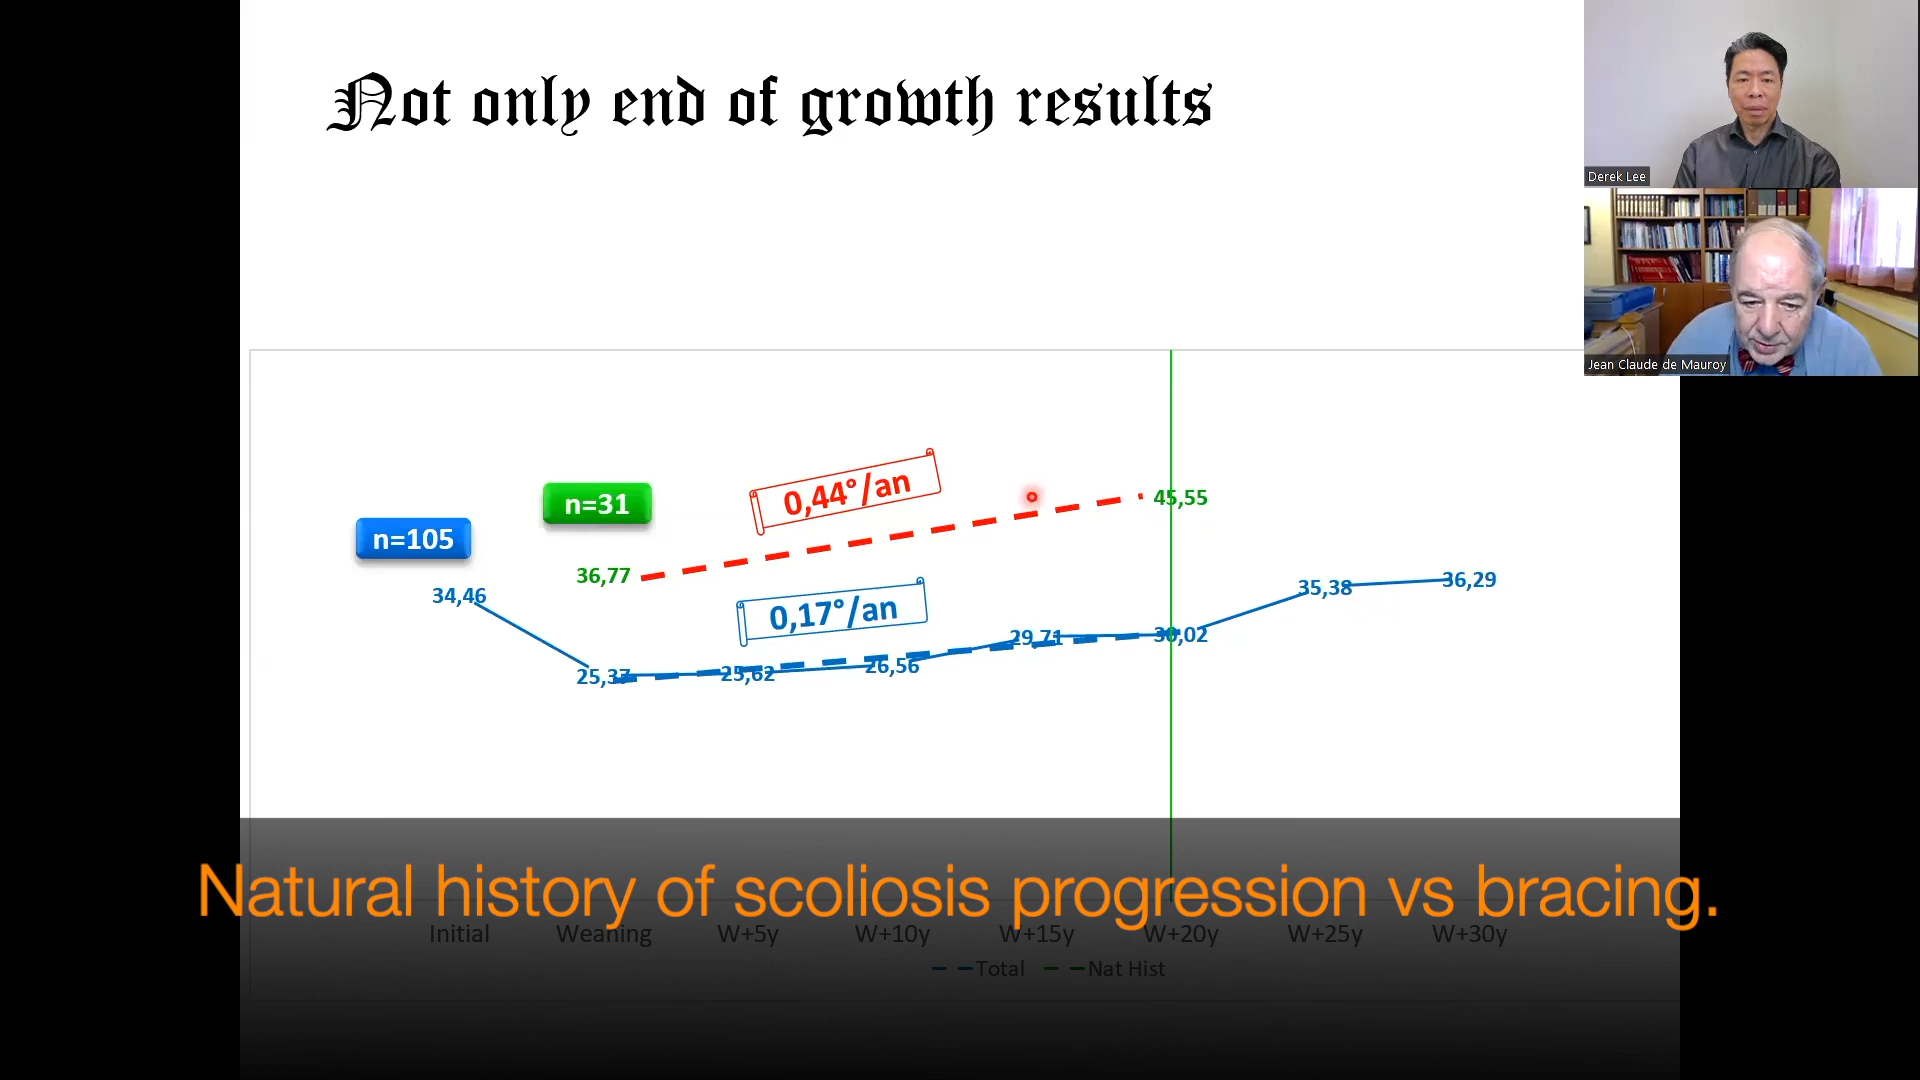 Not only end of growth results
Derek Lee
Jean Claude de Mauroy
0,44°/an
n=31
45,55
n=105
36,77
34,46
0,17°/an
35,38
36,29
29,71
30,02
25,37
25,62
26,56
Natural history of scoliosis progression vs bracing.
Initial Weaning W+5y W+10y W+15y W+20y W+25y W+30y
Total Nat Hist